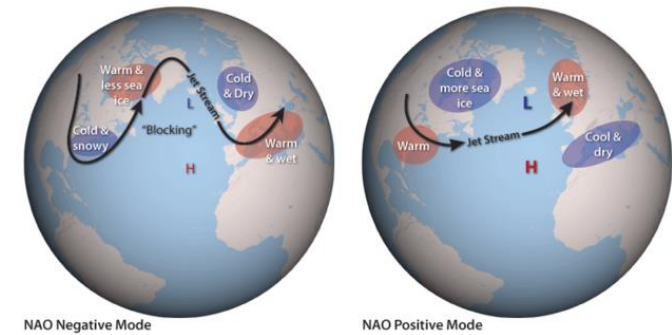 Warm &
less sea
ice
Jet Stream
Cold
& Dry
L
Cold &
snowy
"Blocking"
H
Warm
& wet
NAO Negative Mode
Cold &
more sea
ice
Warm
& wet
L
Warm
Jet Stream
Cool &
dry
H
NAO Positive Mode